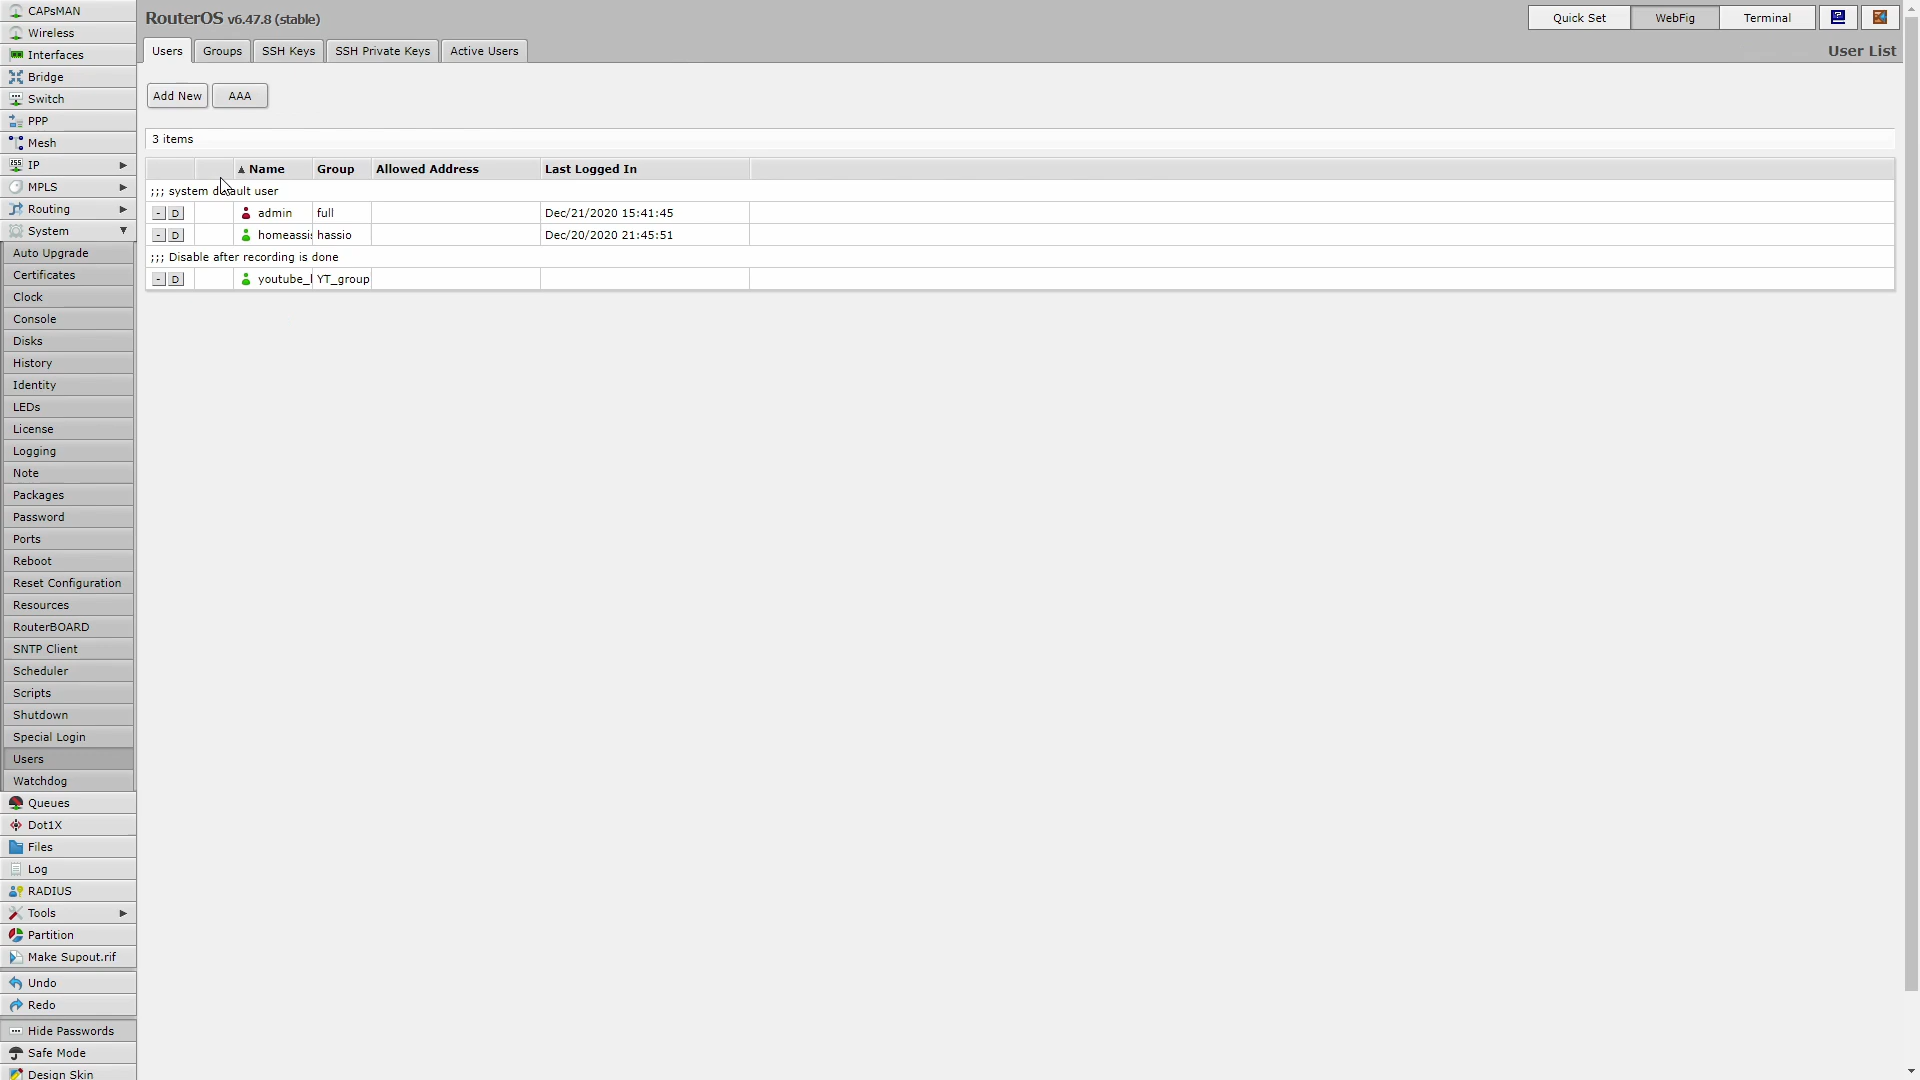 RouterOS v6.47.8 (stable)
Quick Set
WebFig
Terminal
Users
Groups
SSH Keys
SSH Private Keys
Active Users
User List
Add New
AAA
3 items
▲ Name
Group
Allowed Address
Last Logged In
;;; system default user
- D admin full Dec/21/2020 15:41:45
- D homeassi hassio Dec/20/2020 21:45:51
;;; Disable after recording is done
- D youtube_ YT_group
CAPsMAN
Wireless
Interfaces
Bridge
Switch
PPP
Mesh
IP
MPLS
Routing
System
Auto Upgrade
Certificates
Clock
Console
Disks
History
Identity
LEDs
License
Logging
Note
Packages
Password
Ports
Reboot
Reset Configuration
Resources
RouterBOARD
SNTP Client
Scheduler
Scripts
Shutdown
Special Login
Users
Watchdog
Queues
Dot1X
Files
Log
RADIUS
Tools
Partition
Make Supout.rif
Undo
Redo
Hide Passwords
Safe Mode
Design Skin